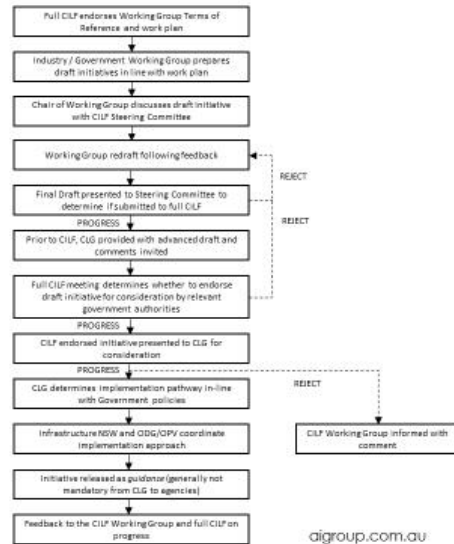 Full CILF endorses Working Group Terms of
Reference and work plan
Industry / Government Working Group prepares
draft initiatives in line with work plan
Chair of Working Group discusses draft initiative
with CILF Steering Committee
Working Group redraft following feedback
REJECT
Final Draft presented to Steering Committee to
determine if submitted to full CILF
REJECT
PROGRESS
Prior to CILF, CLG provided with advanced draft and
comments invited
Full CILF meeting determines whether to endorse
draft initiative for consideration by relevant
government authorities
PROGRESS
CILF endorsed initiative presented to CLG for
consideration
PROGRESS
REJECT
CLG determines implementation pathway in-line
with Government policies
Infrastructure NSW and ODG/OPV coordinate
implementation approach
CILF Working Group informed with
comment
Initiative released as guidance (generally not
mandatory from CLG to agencies)
Feedback to the CILF Working Group and full CILF on
progress
aigroup.com.au